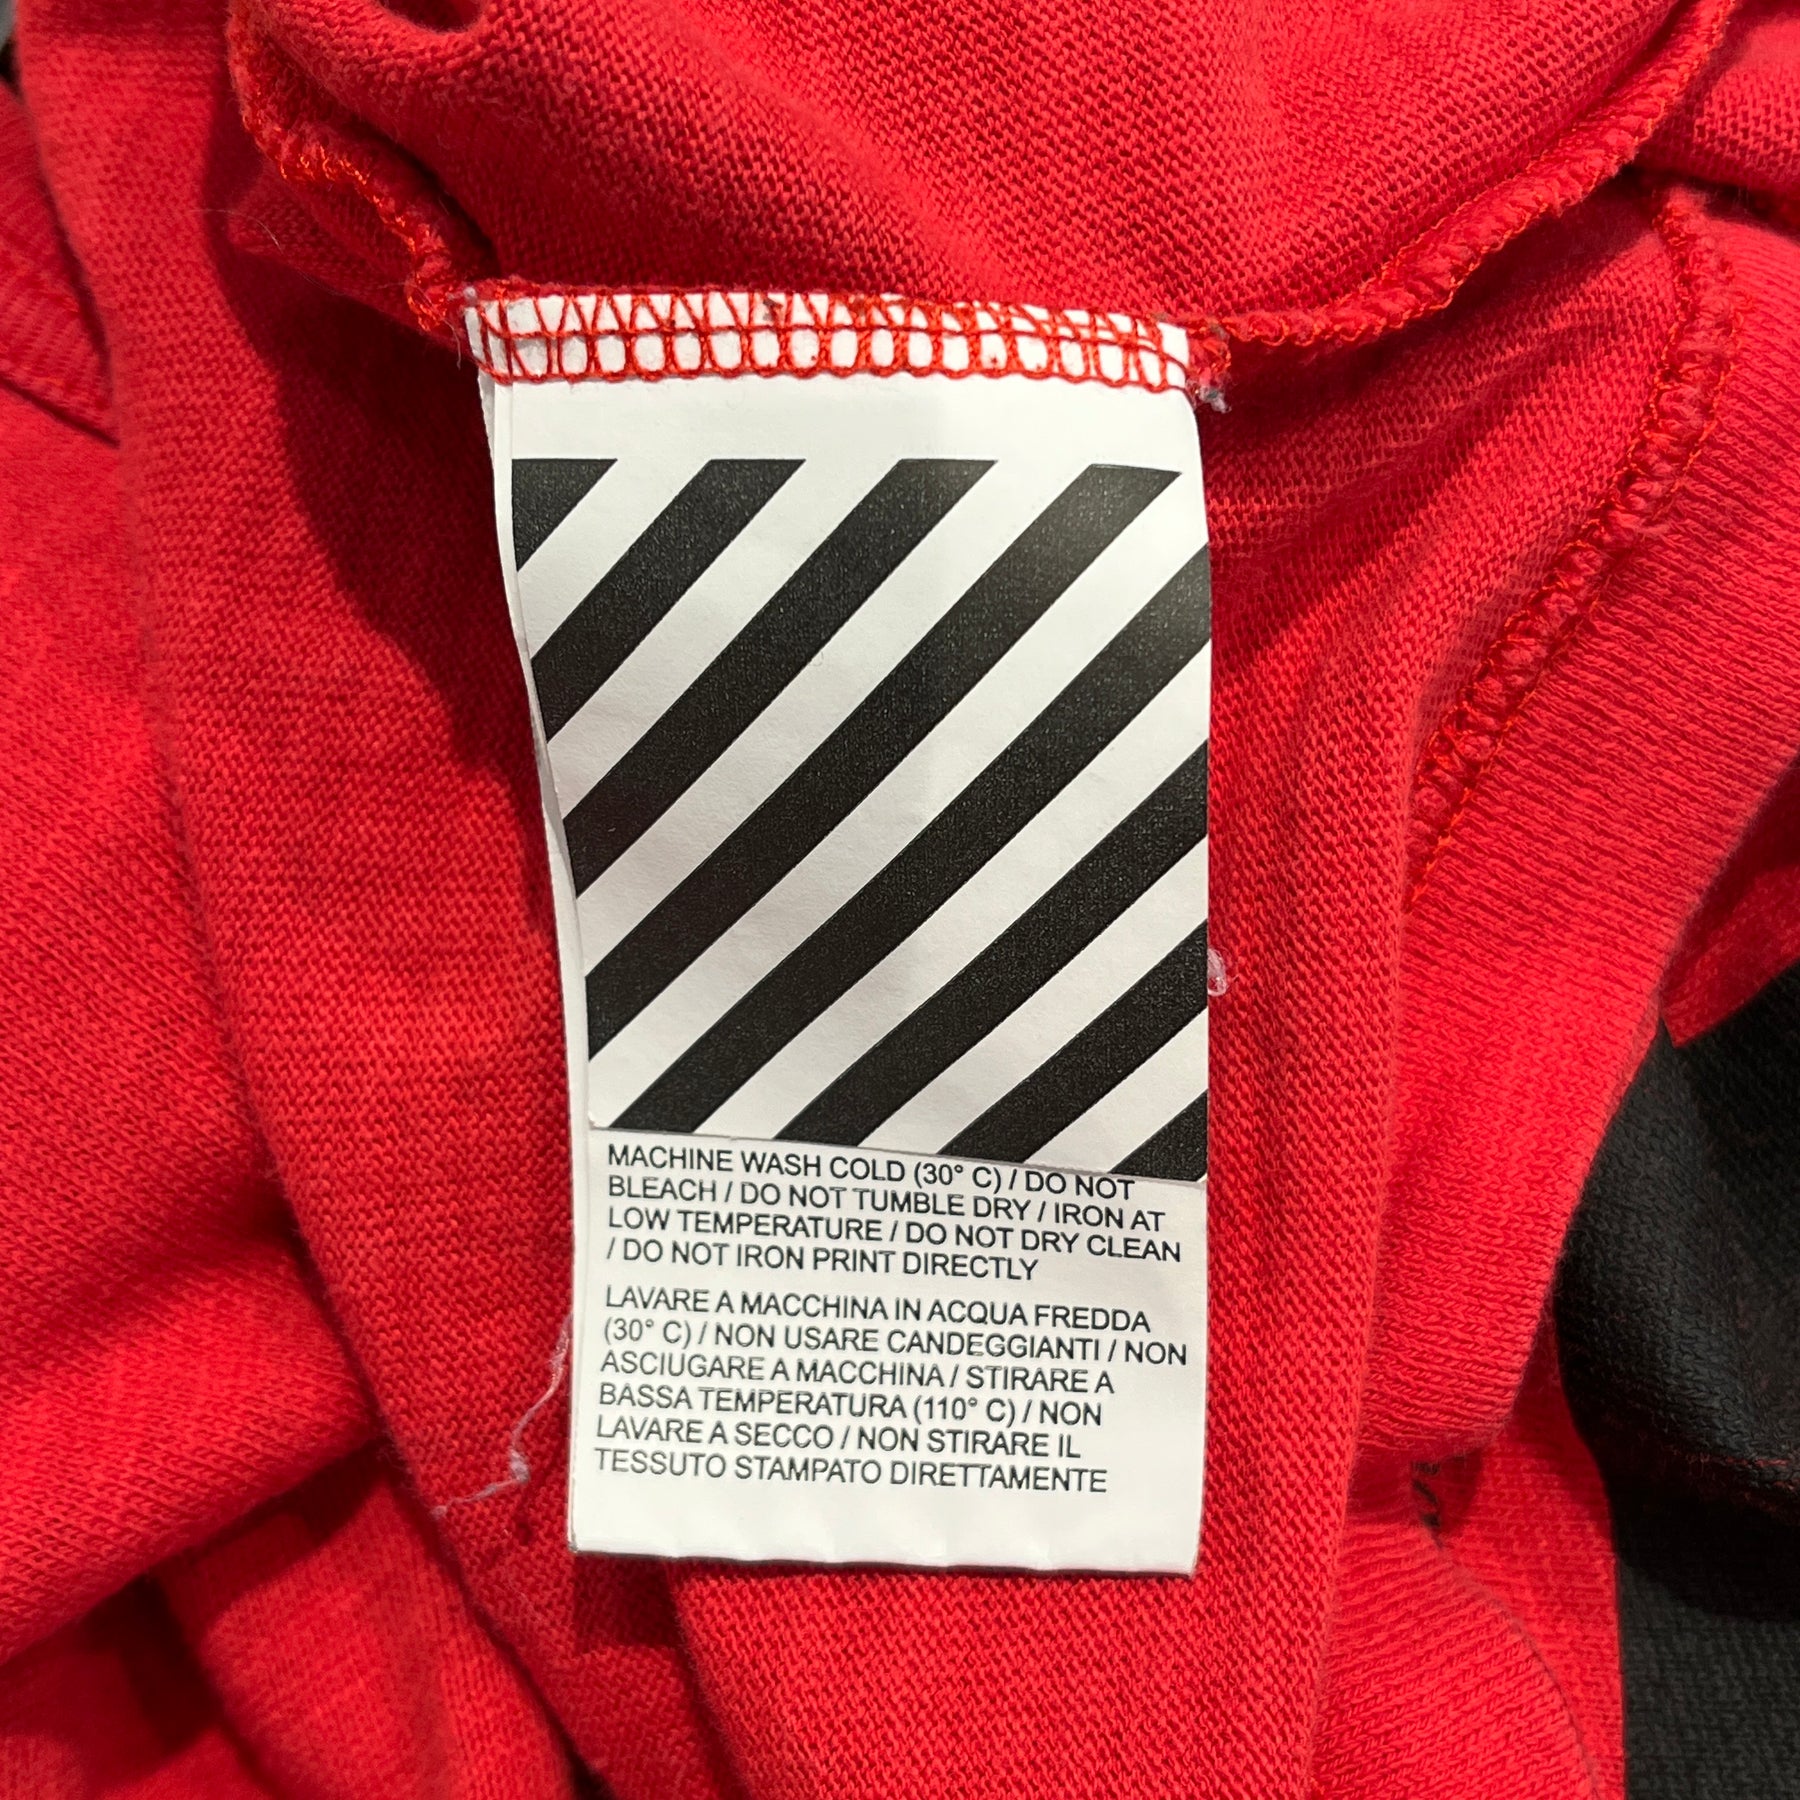 MACHINE WASH COLD (30° C) / DO NOT
BLEACH / DO NOT TUMBLE DRY / IRON AT
LOW TEMPERATURE / DO NOT DRY CLEAN
/ DO NOT IRON PRINT DIRECTLY
LAVARE A MACCHINA IN ACQUA FREDDA
(30° C) / NON USARE CANDEGGIANTI / NON
ASCIUGARE A MACCHINA / STIRARE A
BASSA TEMPERATURA (110° C) / NON
LAVARE A SECCO / NON STIRARE IL
TESSUTO STAMPATO DIRETTAMENTE